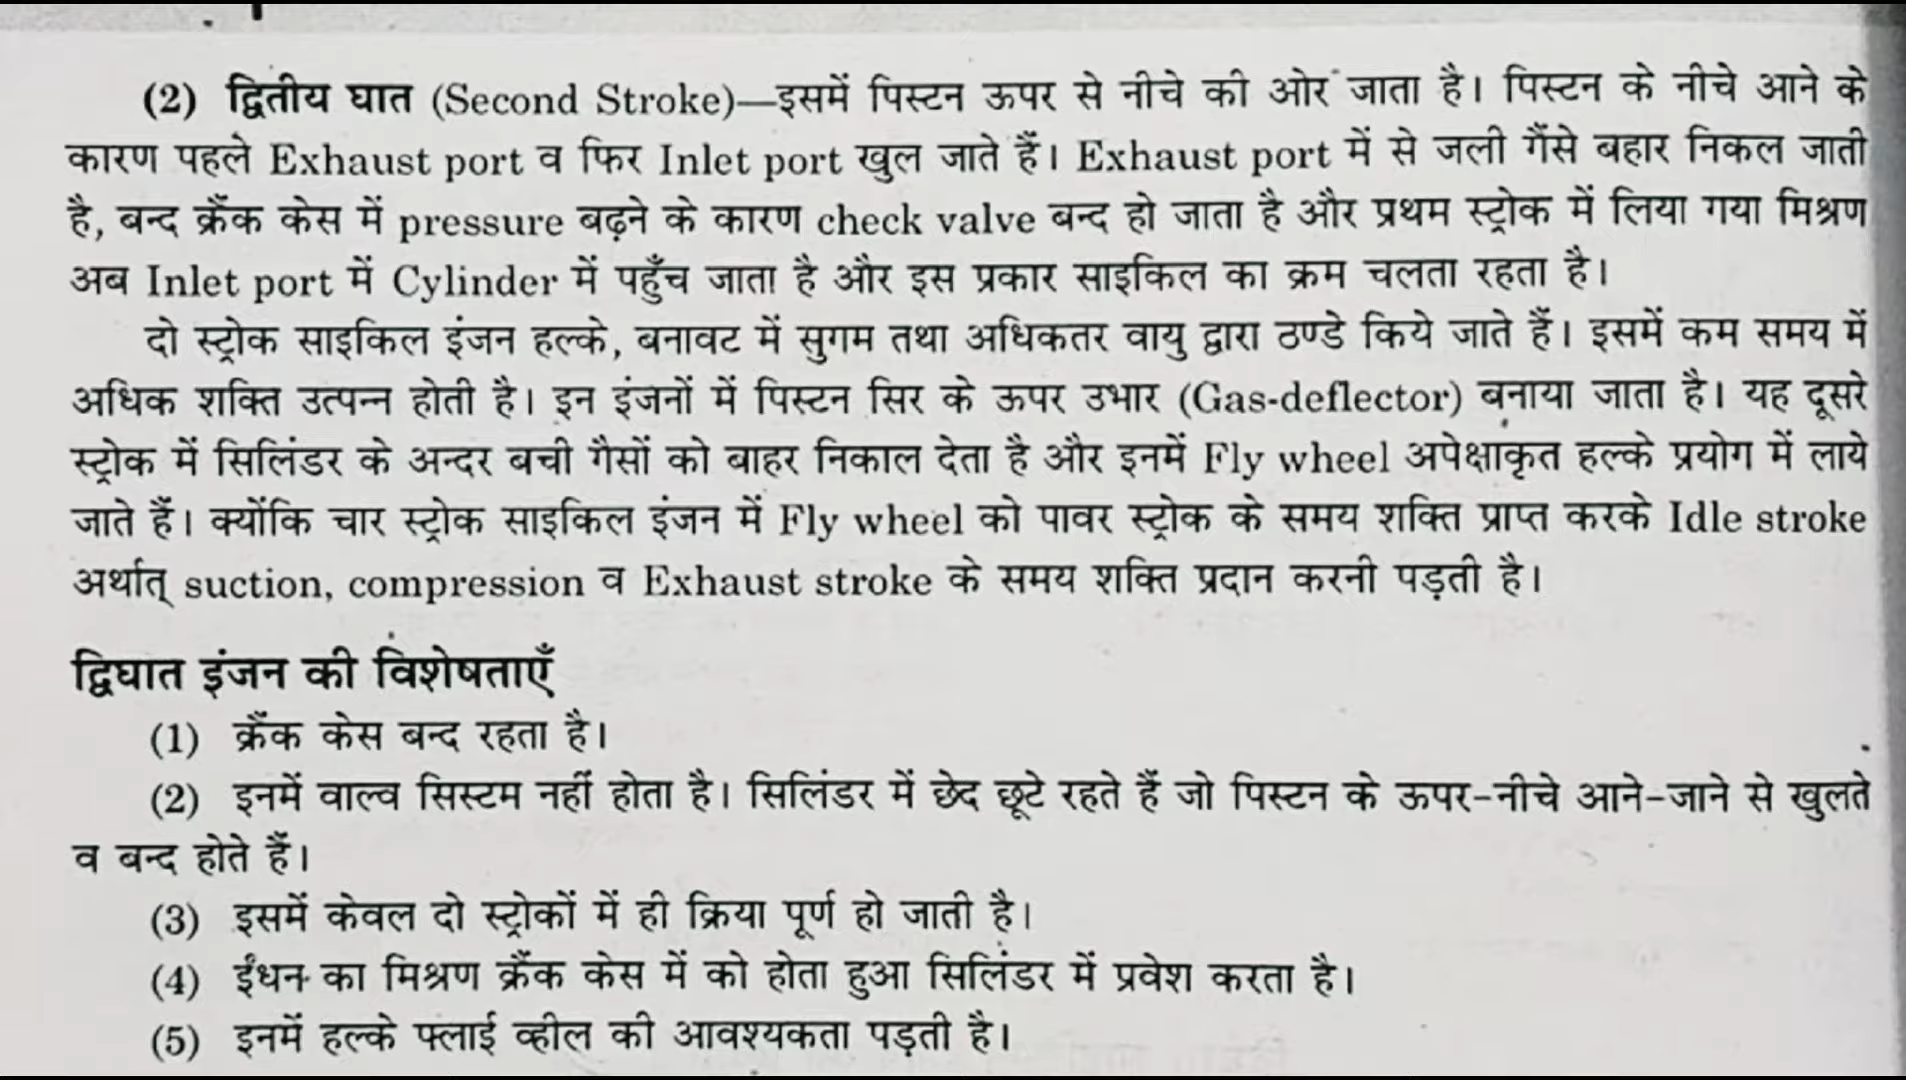 (2) द्वितीय घात (Second Stroke)—इसमें पिस्टन ऊपर से नीचे की ओर जाता है। पिस्टन के नीचे आने के
कारण पहले Exhaust port व फिर Inlet port खुल जाते हैं। Exhaust port में से जली गैंसे बहार निकल जाती
है, बन्द क्रैंक केस में pressure बढ़ने के कारण check valve बन्द हो जाता है और प्रथम स्ट्रोक में लिया गया मिश्रण
अब Inlet port में Cylinder में पहुँच जाता है और इस प्रकार साइकिल का क्रम चलता रहता है।
दो स्ट्रोक साइकिल इंजन हल्के, बनावट में सुगम तथा अधिकतर वायु द्वारा ठण्डे किये जाते हैं। इसमें कम समय में
अधिक शक्ति उत्पन्न होती है। इन इंजनों में पिस्टन सिर के ऊपर उभार (Gas-deflector) बनाया जाता है। यह दूसरे
स्ट्रोक में सिलिंडर के अन्दर बची गैसों को बाहर निकाल देता है और इनमें Fly wheel अपेक्षाकृत हल्के प्रयोग में लाये
जाते हैं। क्योंकि चार स्ट्रोक साइकिल इंजन में Fly wheel को पावर स्ट्रोक के समय शक्ति प्राप्त करके Idle stroke
अर्थात् suction, compression व Exhaust stroke के समय शक्ति प्रदान करनी पड़ती है।
द्विघात इंजन की विशेषताएँ
(1) क्रैंक केस बन्द रहता है।
(2) इनमें वाल्व सिस्टम नहीं होता है। सिलिंडर में छेद छूटे रहते हैं जो पिस्टन के ऊपर-नीचे आने-जाने से खुलते
व बन्द होते हैं।
(3) इसमें केवल दो स्ट्रोकों में ही क्रिया पूर्ण हो जाती है।
(4) ईंधन का मिश्रण क्रैंक केस में को होता हुआ सिलिंडर में प्रवेश करता है।
(5) इनमें हल्के फ्लाई व्हील की आवश्यकता पड़ती है।